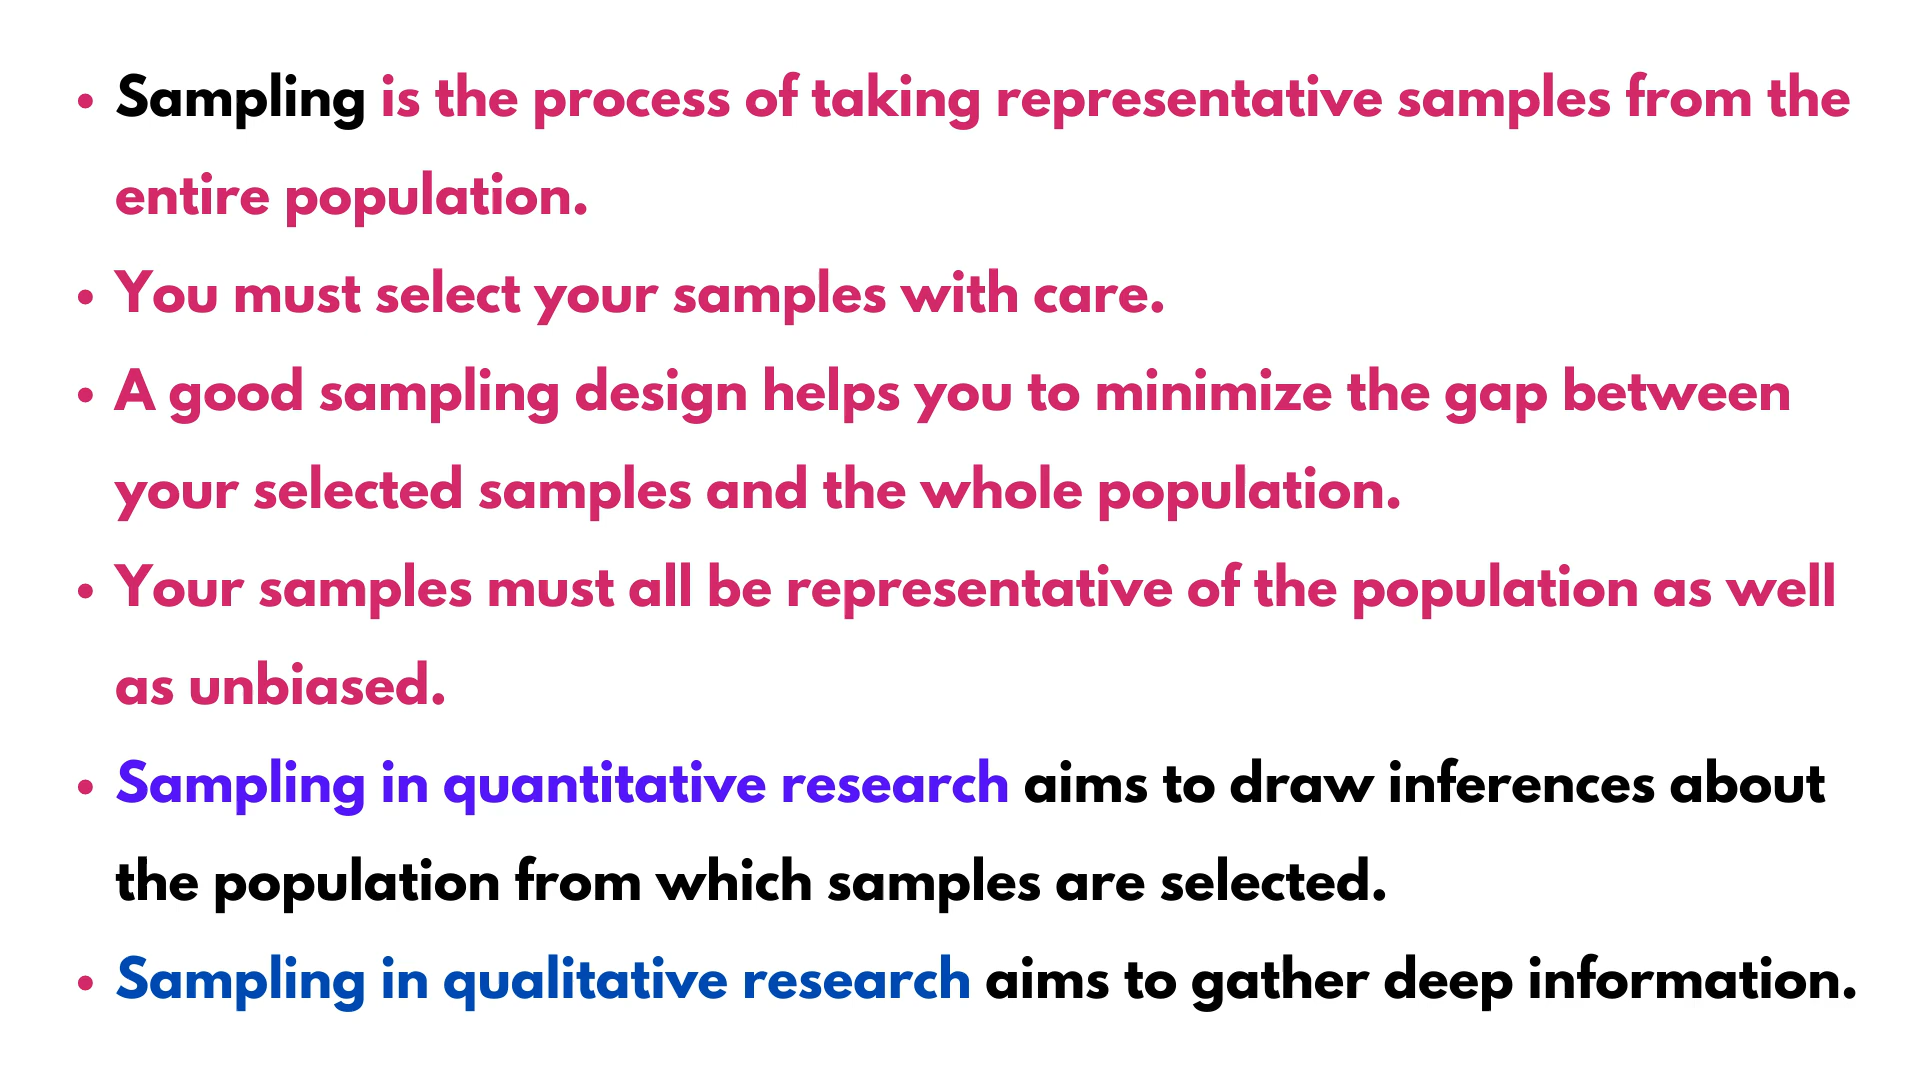 • Sampling is the process of taking representative samples from the
entire population.
• You must select your samples with care.
• A good sampling design helps you to minimize the gap between
your selected samples and the whole population.
• Your samples must all be representative of the population as well
as unbiased.
• Sampling in quantitative research aims to draw inferences about
the population from which samples are selected.
• Sampling in qualitative research aims to gather deep information.